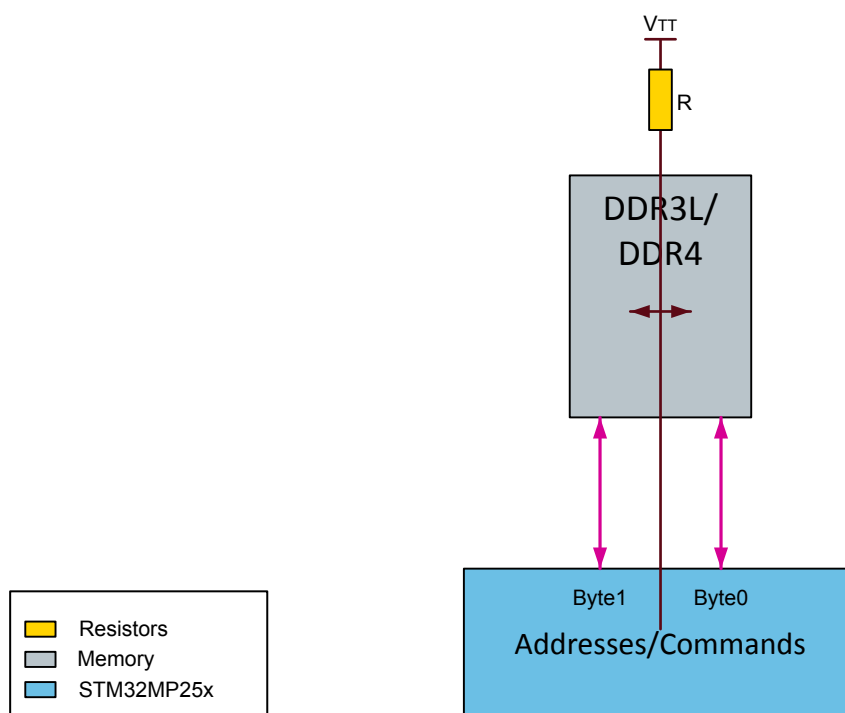 VTT
R
DDR3L/
DDR4
Byte1 Byte0
Addresses/Commands
Resistors
Memory
STM32MP25x